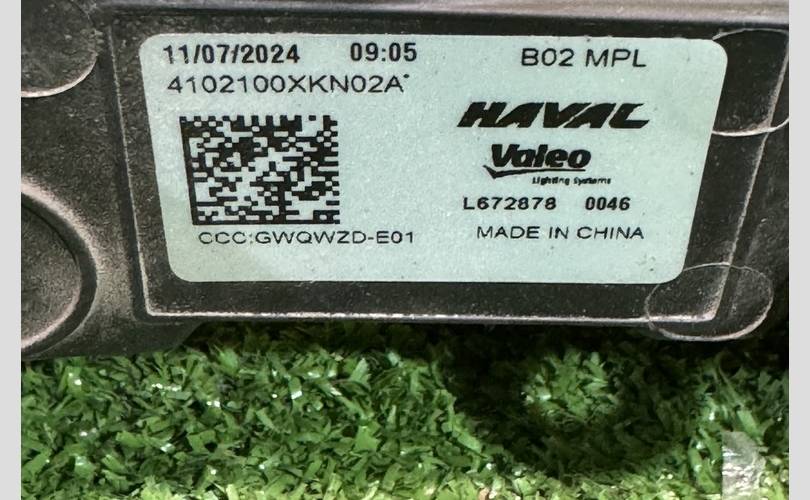 11/07/2024 09:05 B02 MPL
4102100XKN02A*
HAVAL
Valeo
Lighting Systems
L672878 0046
CCC:GWQWZD-E01 MADE IN CHINA